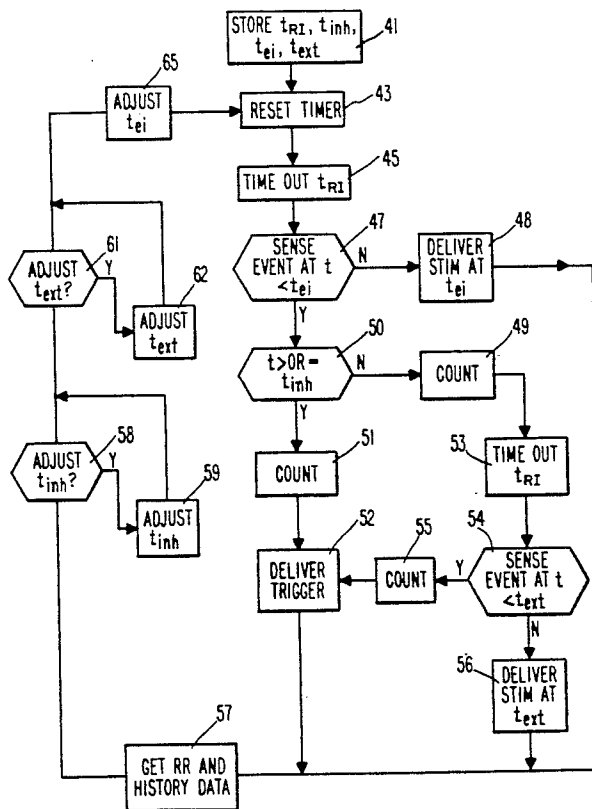 STORE tRI, tinh,
tei, text
41
65
ADJUST
tei
RESET TIMER
43
45
TIME OUT tRI
SENSE
EVENT AT t
<tei
47
N
Y
48
DELIVER
STIM AT
tei
61
ADJUST
text?
Y
62
ADJUST
text
t>OR=
tinh
50
N
Y
49
COUNT
51
COUNT
53
TIME OUT
tRI
58
ADJUST
tinh?
Y
59
ADJUST
tinh
52
DELIVER
TRIGGER
55
COUNT
Y
54
SENSE
EVENT AT t
<text
N
56
DELIVER
STIM AT
text
57
GET RR AND
HISTORY DATA